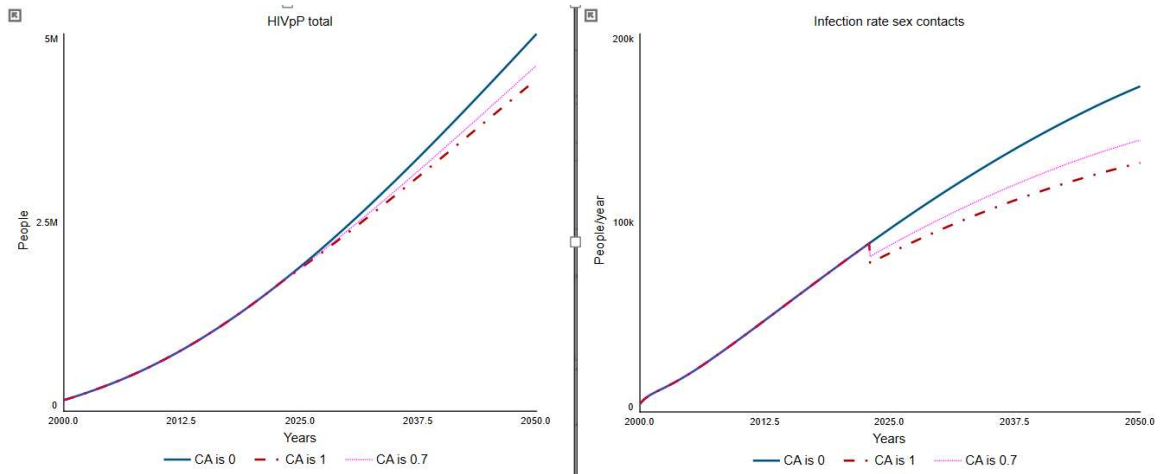 HIVpP total
5M
2.5M
0
People
2000.0 2012.5 2025.0 2037.5 2050.0
Years
CA is 0 CA is 1 CA is 0.7
Infection rate sex contacts
200k
100k
0
People/year
2000.0 2012.5 2025.0 2037.5 2050.0
Years
CA is 0 CA is 1 CA is 0.7